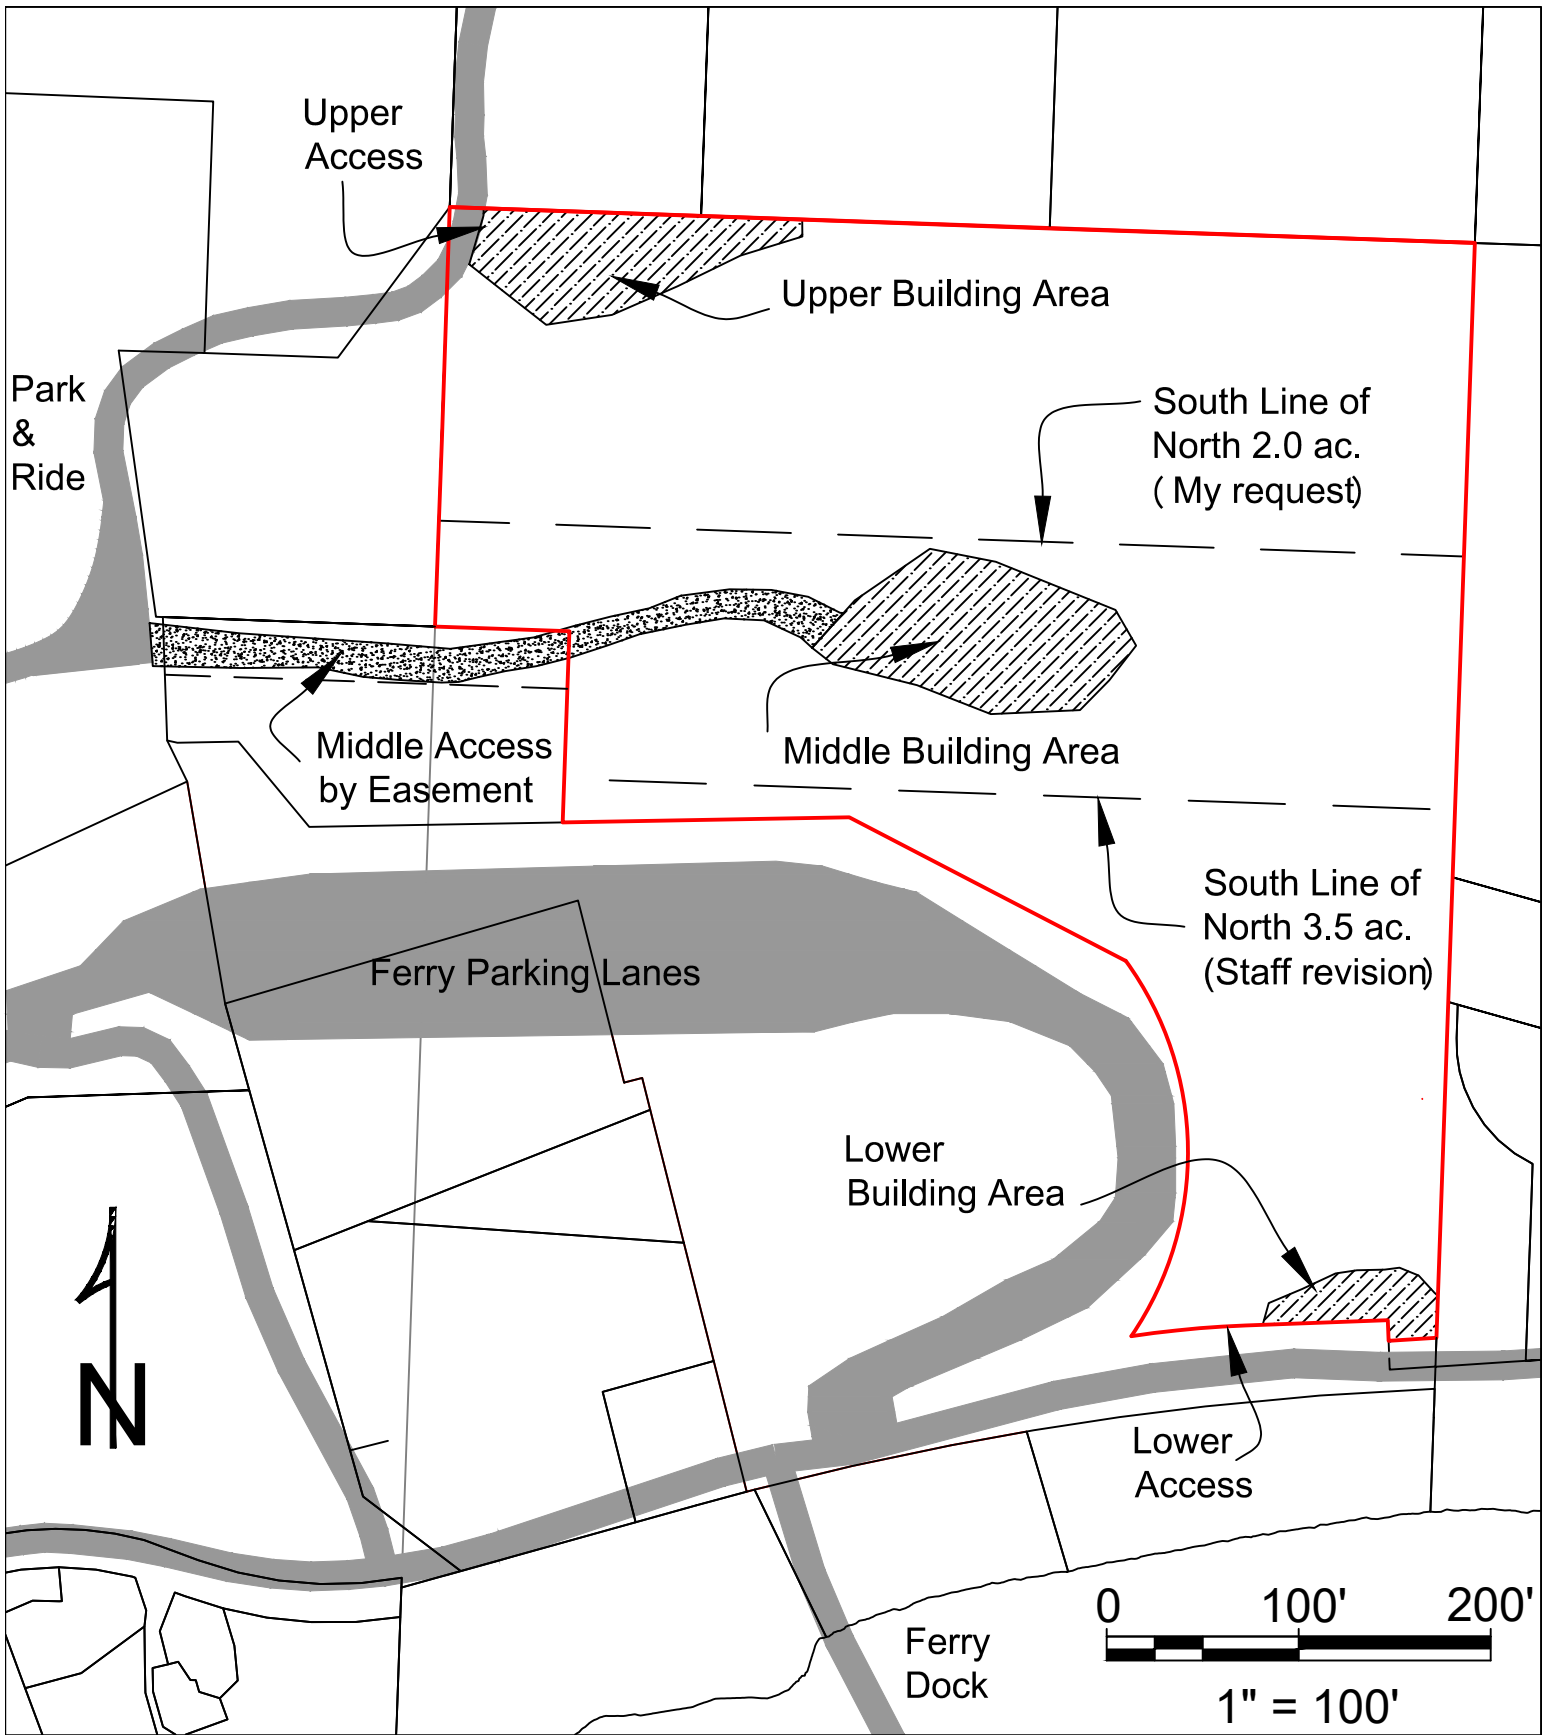 Upper
Access
Upper Building Area
Park
&
Ride
South Line of
North 2.0 ac.
( My request)
Middle Access
by Easement
Middle Building Area
South Line of
North 3.5 ac.
(Staff revision)
Ferry Parking Lanes
Lower
Building Area
N
Lower
Access
Ferry
Dock
0 100' 200'
1" = 100'